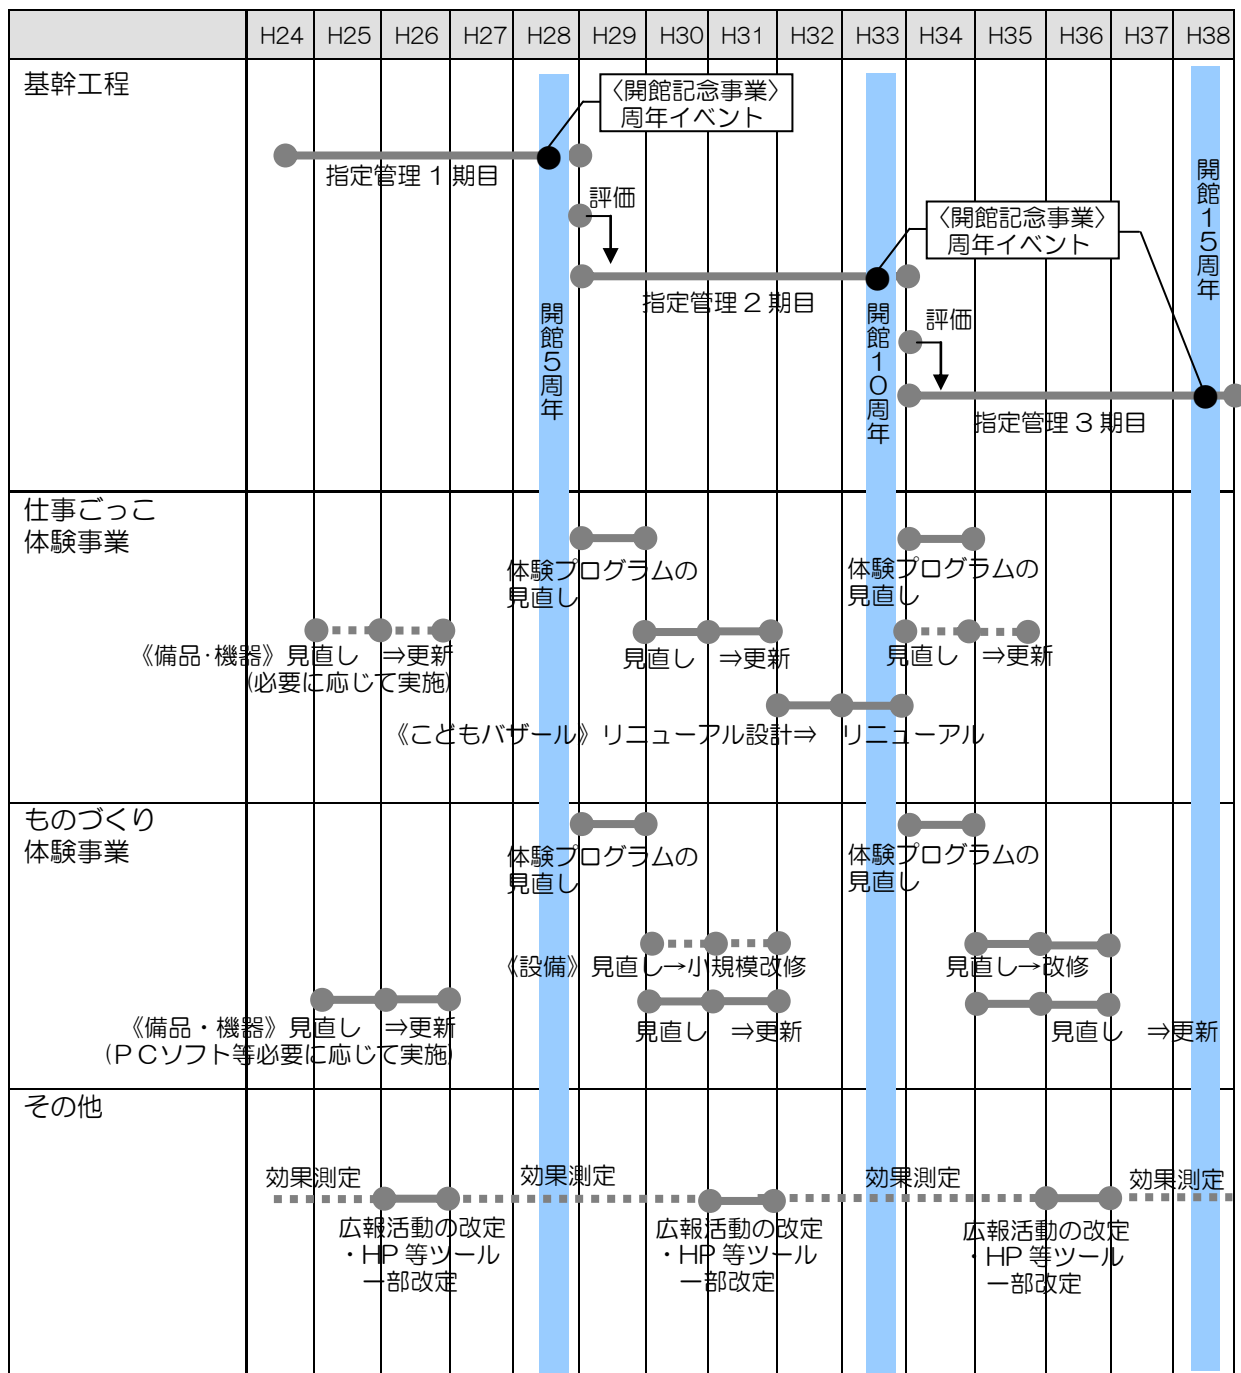 H24 H25 H26 H27 H28 H29 H30 H31 H32 H33 H34 H35 H36 H37 H38
基幹工程
〈開館記念事業〉
周年イベント
指定管理１期目
評価
開館１５周年
〈開館記念事業〉
周年イベント
指定管理２期目
開館５周年
開館１０周年
評価
指定管理３期目
仕事ごっこ
体験事業
体験プログラムの
見直し
体験プログラムの
見直し
《備品・機器》見直し　⇒更新
(必要に応じて実施)
見直し　⇒更新
見直し　⇒更新
《こどもバザール》リニューアル設計⇒　リニューアル
ものづくり
体験事業
体験プログラムの
見直し
体験プログラムの
見直し
《設備》見直し→小規模改修
見直し→改修
《備品・機器》見直し　⇒更新
(ＰＣソフト等必要に応じて実施)
見直し　⇒更新
見直し　⇒更新
その他
効果測定
効果測定
効果測定
効果測定
広報活動の改定
・HP等ツール
一部改定
広報活動の改定
・HP等ツール
一部改定
広報活動の改定
・HP等ツール
一部改定